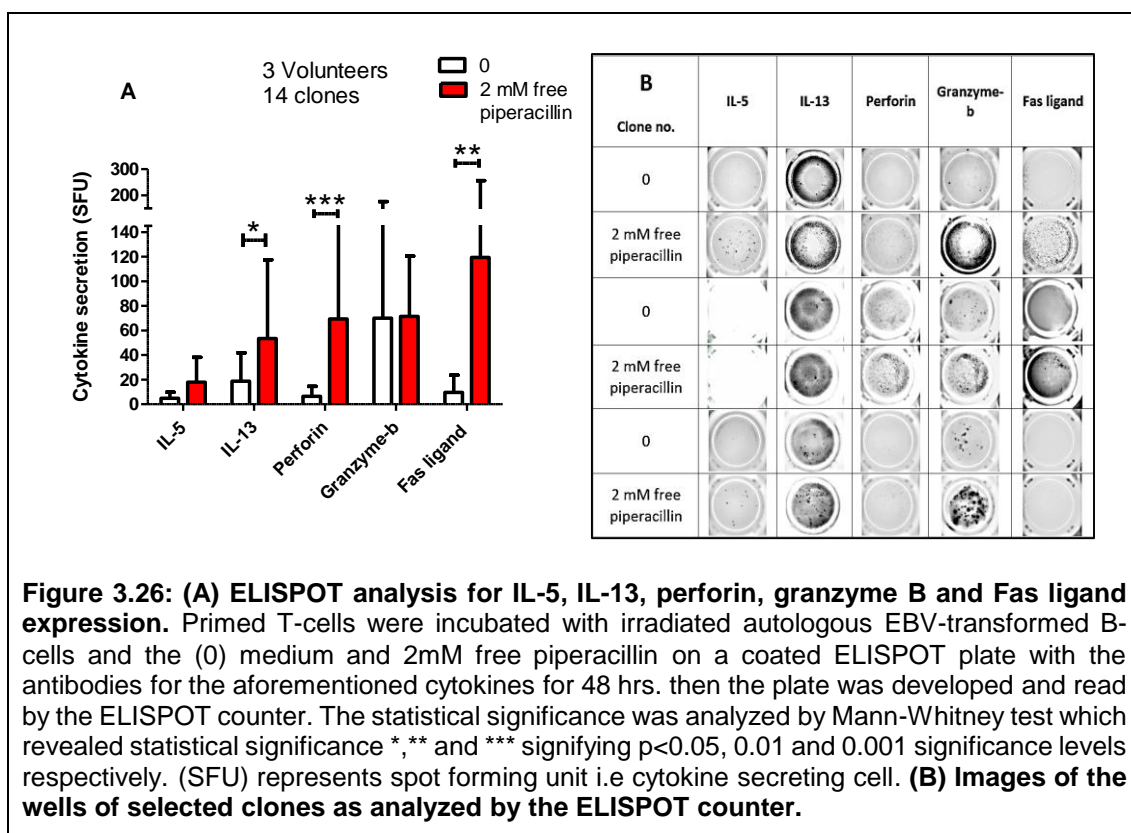 3 Volunteers
14 clones
0
2 mM free
piperacillin
A
Cytokine secretion (SFU)
300
200
140
120
100
80
60
40
20
0
*
***
**
IL-5
IL-13
Perforin
Granzyme-b
Fas ligand
B
Clone no.
IL-5
IL-13
Perforin
Granzyme-
b
Fas ligand
0
2 mM free
piperacillin
0
2 mM free
piperacillin
0
2 mM free
piperacillin
Figure 3.26: (A) ELISPOT analysis for IL-5, IL-13, perforin, granzyme B and Fas ligand
expression. Primed T-cells were incubated with irradiated autologous EBV-transformed B-
cells and the (0) medium and 2mM free piperacillin on a coated ELISPOT plate with the
antibodies for the aforementioned cytokines for 48 hrs. then the plate was developed and read
by the ELISPOT counter. The statistical significance was analyzed by Mann-Whitney test which
revealed statistical significance *,** and *** signifying p<0.05, 0.01 and 0.001 significance levels
respectively. (SFU) represents spot forming unit i.e cytokine secreting cell. (B) Images of the
wells of selected clones as analyzed by the ELISPOT counter.